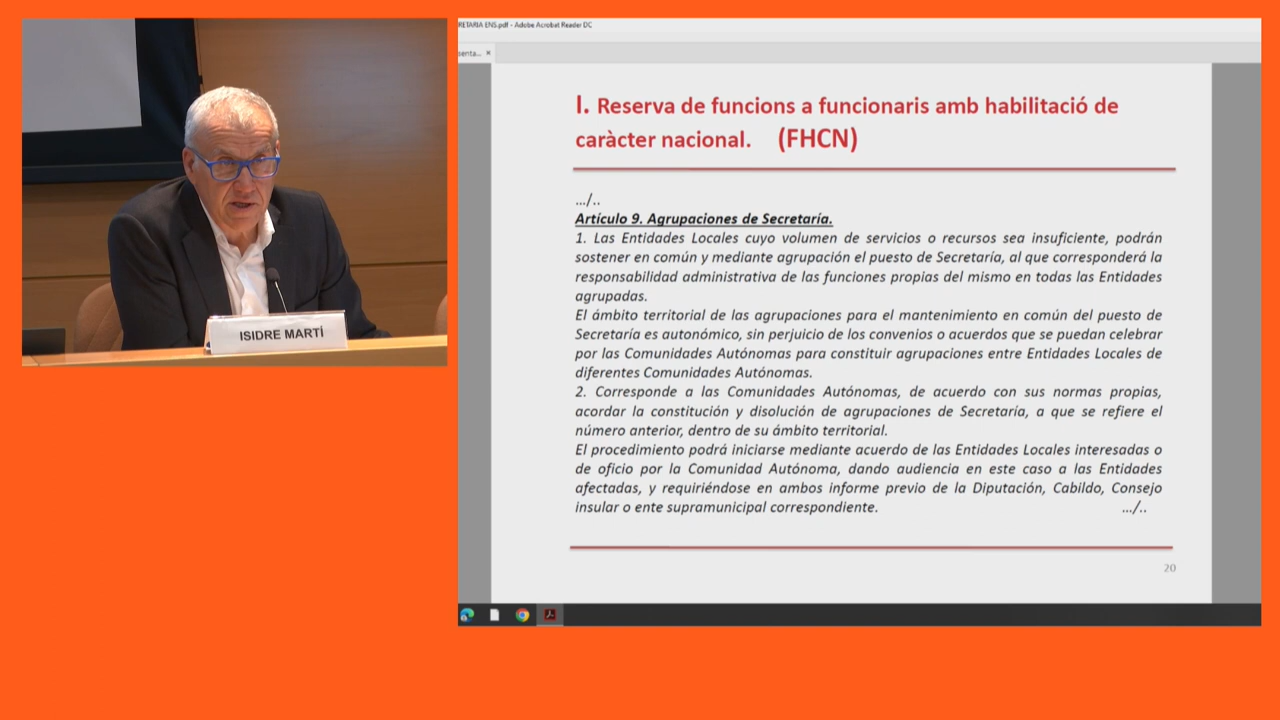 ISIDRE MARTÍ
RETARIA ENS.pdf - Adobe Acrobat Reader DC
senta... ×
I. Reserva de funcions a funcionaris amb habilitació de
caràcter nacional. (FHCN)
.../..
Artículo 9. Agrupaciones de Secretaría.
1. Las Entidades Locales cuyo volumen de servicios o recursos sea insuficiente, podrán
sostener en común y mediante agrupación el puesto de Secretaría, al que corresponderá la
responsabilidad administrativa de las funciones propias del mismo en todas las Entidades
agrupadas.
El ámbito territorial de las agrupaciones para el mantenimiento en común del puesto de
Secretaría es autonómico, sin perjuicio de los convenios o acuerdos que se puedan celebrar
por las Comunidades Autónomas para constituir agrupaciones entre Entidades Locales de
diferentes Comunidades Autónomas.
2. Corresponde a las Comunidades Autónomas, de acuerdo con sus normas propias,
acordar la constitución y disolución de agrupaciones de Secretaría, a que se refiere el
número anterior, dentro de su ámbito territorial.
El procedimiento podrá iniciarse mediante acuerdo de las Entidades Locales interesadas o
de oficio por la Comunidad Autónoma, dando audiencia en este caso a las Entidades
afectadas, y requiriéndose en ambos informe previo de la Diputación, Cabildo, Consejo
insular o ente supramunicipal correspondiente. .../..
20